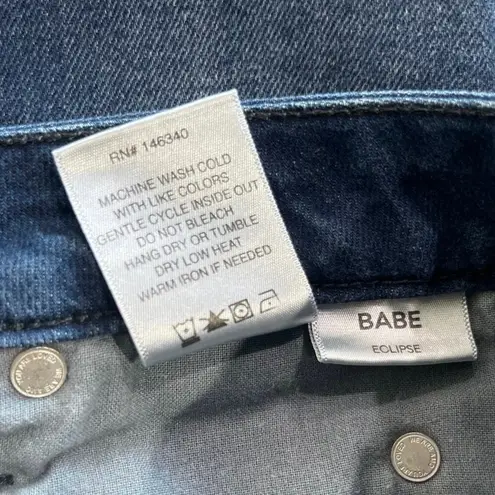 RN# 146340
MACHINE WASH COLD
WITH LIKE COLORS
GENTLE CYCLE INSIDE OUT
DO NOT BLEACH
HANG DRY OR TUMBLE
DRY LOW HEAT
WARM IRON IF NEEDED
BABE
ECLIPSE